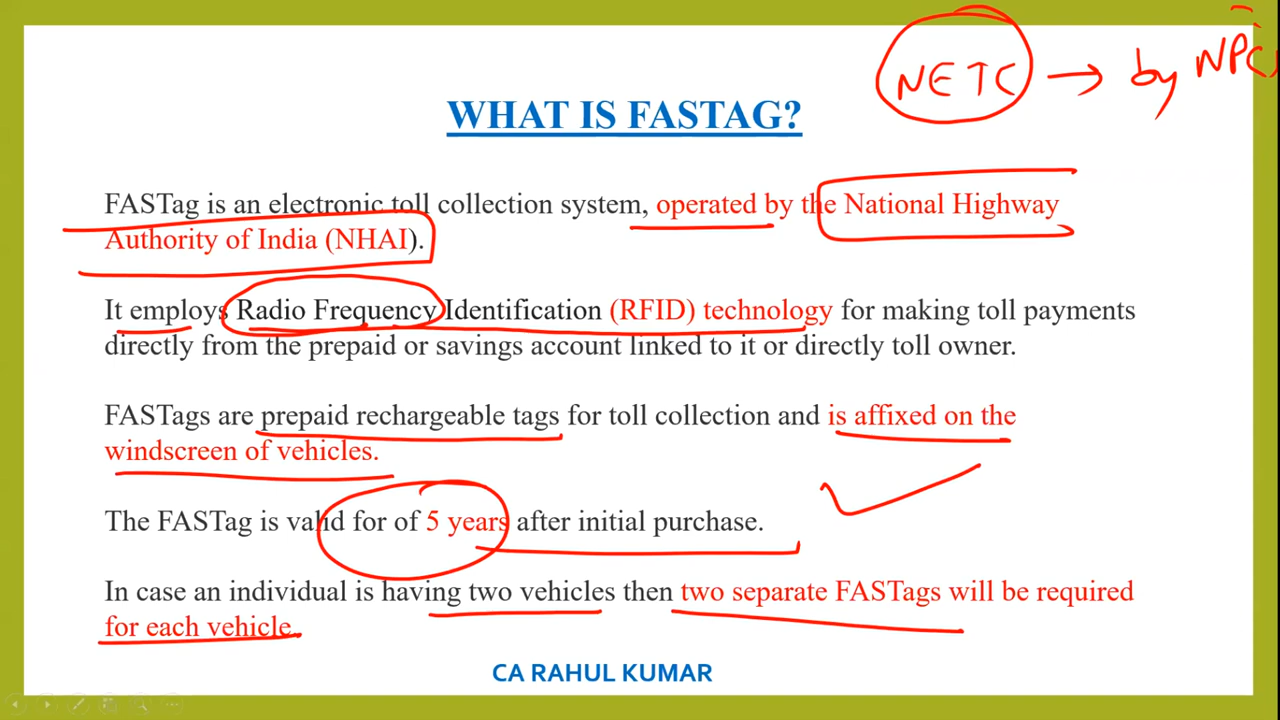 NETC → by NPC
WHAT IS FASTAG?
FASTag is an electronic toll collection system, operated by the National Highway
Authority of India (NHAI).
It employs Radio Frequency Identification (RFID) technology for making toll payments
directly from the prepaid or savings account linked to it or directly toll owner.
FASTags are prepaid rechargeable tags for toll collection and is affixed on the
windscreen of vehicles.
The FASTag is valid for of 5 years after initial purchase.
In case an individual is having two vehicles then two separate FASTags will be required
for each vehicle.
CA RAHUL KUMAR